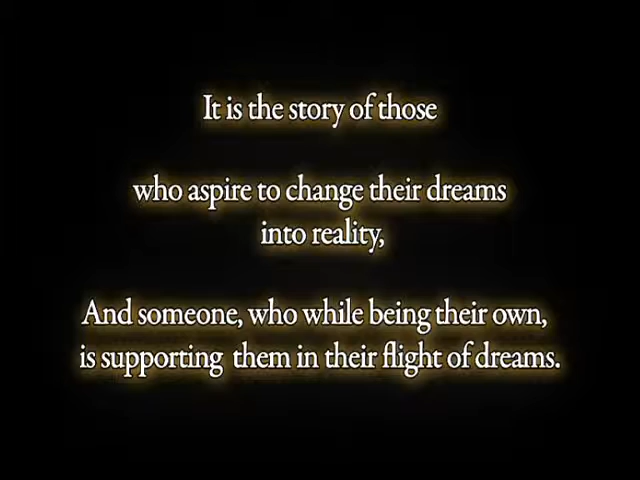 It is the story of those
who aspire to change their dreams
into reality,
And someone, who while being their own,
is supporting them in their flight of dreams.